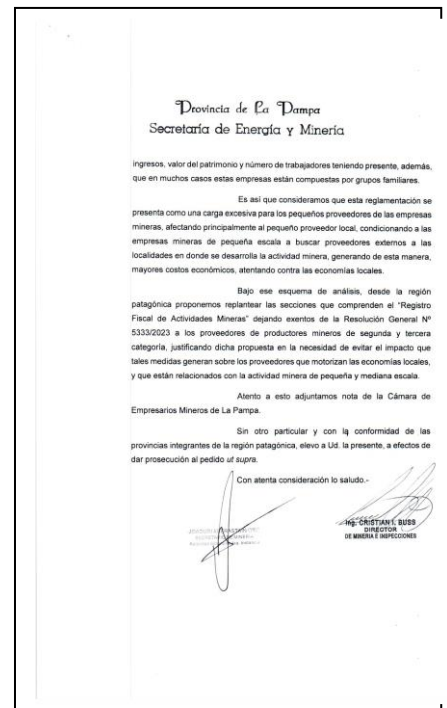 Provincia de La Pampa
Secretaría de Energía y Minería
ingresos, valor del patrimonio y número de trabajadores teniendo presente, además,
que en muchos casos estas empresas están compuestas por grupos familiares.
Es así que consideramos que esta reglamentación se
presenta como una carga excesiva para los pequeños proveedores de las empresas
mineras, afectando principalmente al pequeño proveedor local, condicionando a las
empresas mineras de pequeña escala a buscar proveedores externos a las
localidades en donde se desarrolla la actividad minera, generando de esta manera,
mayores costos económicos, atentando contra las economías locales.
Bajo ese esquema de análisis, desde la región
patagónica proponemos replantear las secciones que comprenden el "Registro
Fiscal de Actividades Mineras" dejando exentos de la Resolución General Nº
5333/2023 a los proveedores de productores mineros de segunda y tercera
categoría, justificando dicha propuesta en la necesidad de evitar el impacto que
tales medidas generan sobre los proveedores que motorizan las economías locales,
y que están relacionados con la actividad minera de pequeña y mediana escala.
Atento a esto adjuntamos nota de la Cámara de
Empresarios Mineros de La Pampa.
Sin otro particular y con la conformidad de las
provincias integrantes de la región patagónica, elevo a Ud. la presente, a efectos de
dar prosecución al pedido ut supra.
Con atenta consideración lo saludo.-
Ing. CRISTIAN I. BUSS
DIRECTOR
DE MINERIA E INSPECCIONES